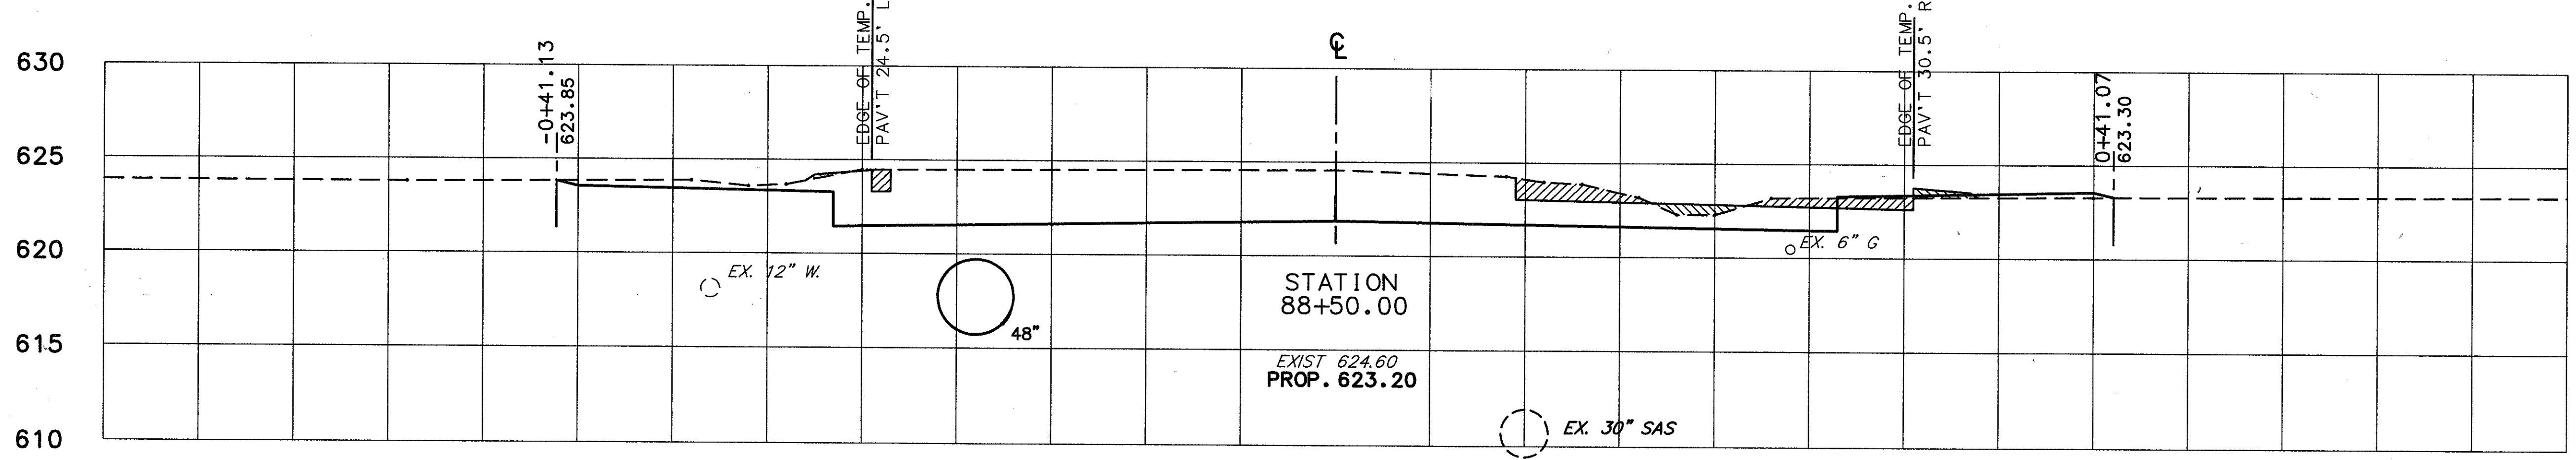 630
625
620
615
610
-0+41.13
623.85
EDGE OF TEMP.
PAV'T 24.5' L
℄
EDGE OF TEMP.
PAV'T 30.5' R
0+41.07
623.30
EX. 12" W.
48"
STATION
88+50.00
EXIST 624.60
PROP. 623.20
EX. 6" G
EX. 30" SAS